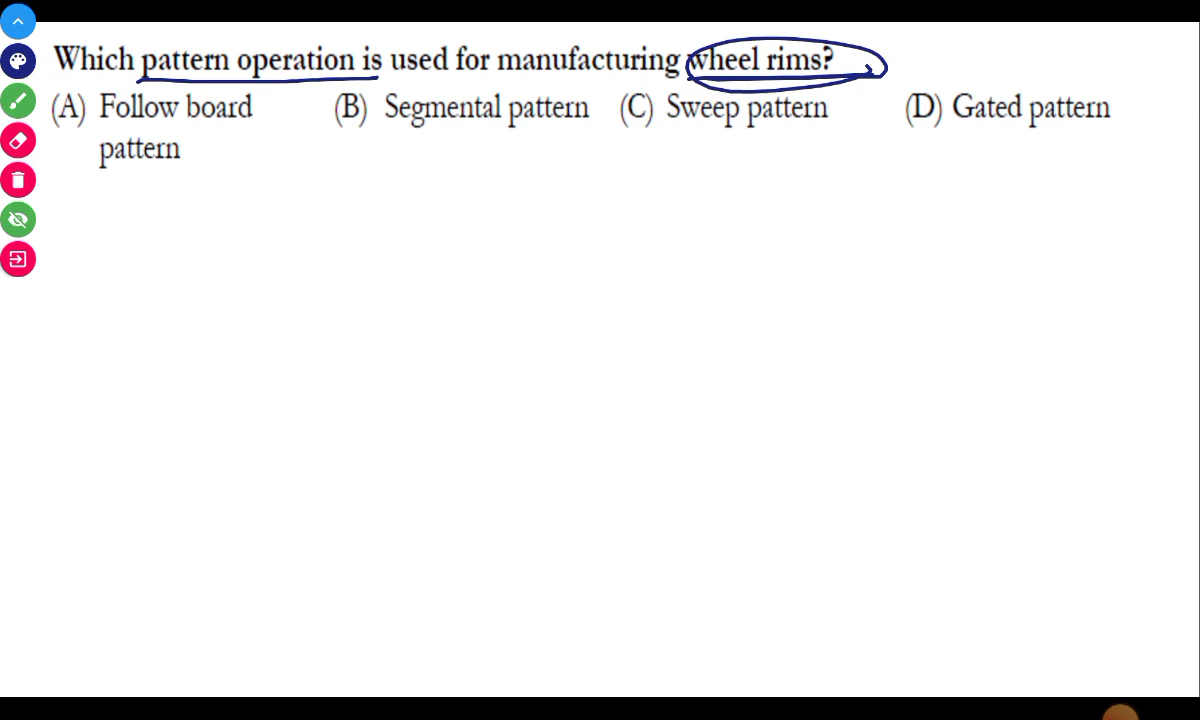 Which pattern operation is used for manufacturing wheel rims?
(A) Follow board pattern
(B) Segmental pattern
(C) Sweep pattern
(D) Gated pattern